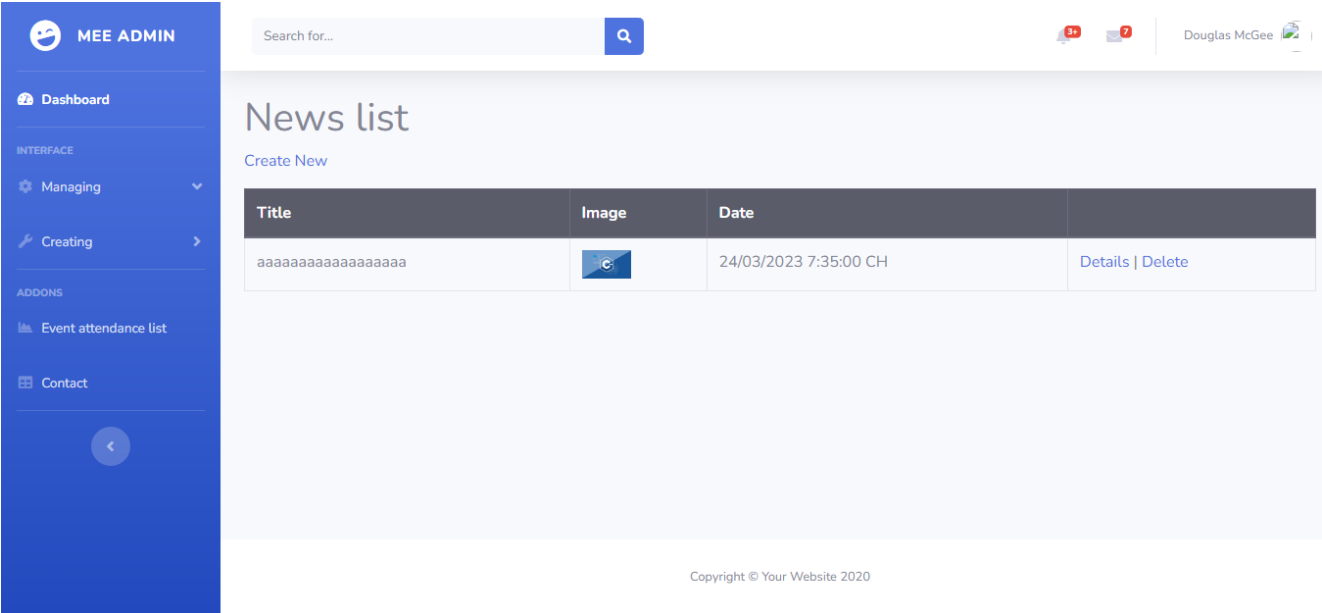 MEE ADMIN
Search for...
3+
7
Douglas McGee
Dashboard
INTERFACE
Managing
Creating
ADDONS
Event attendance list
Contact
News list
Create New
Title Image Date
aaaaaaaaaaaaaaaaaa 24/03/2023 7:35:00 CH Details | Delete
Copyright © Your Website 2020